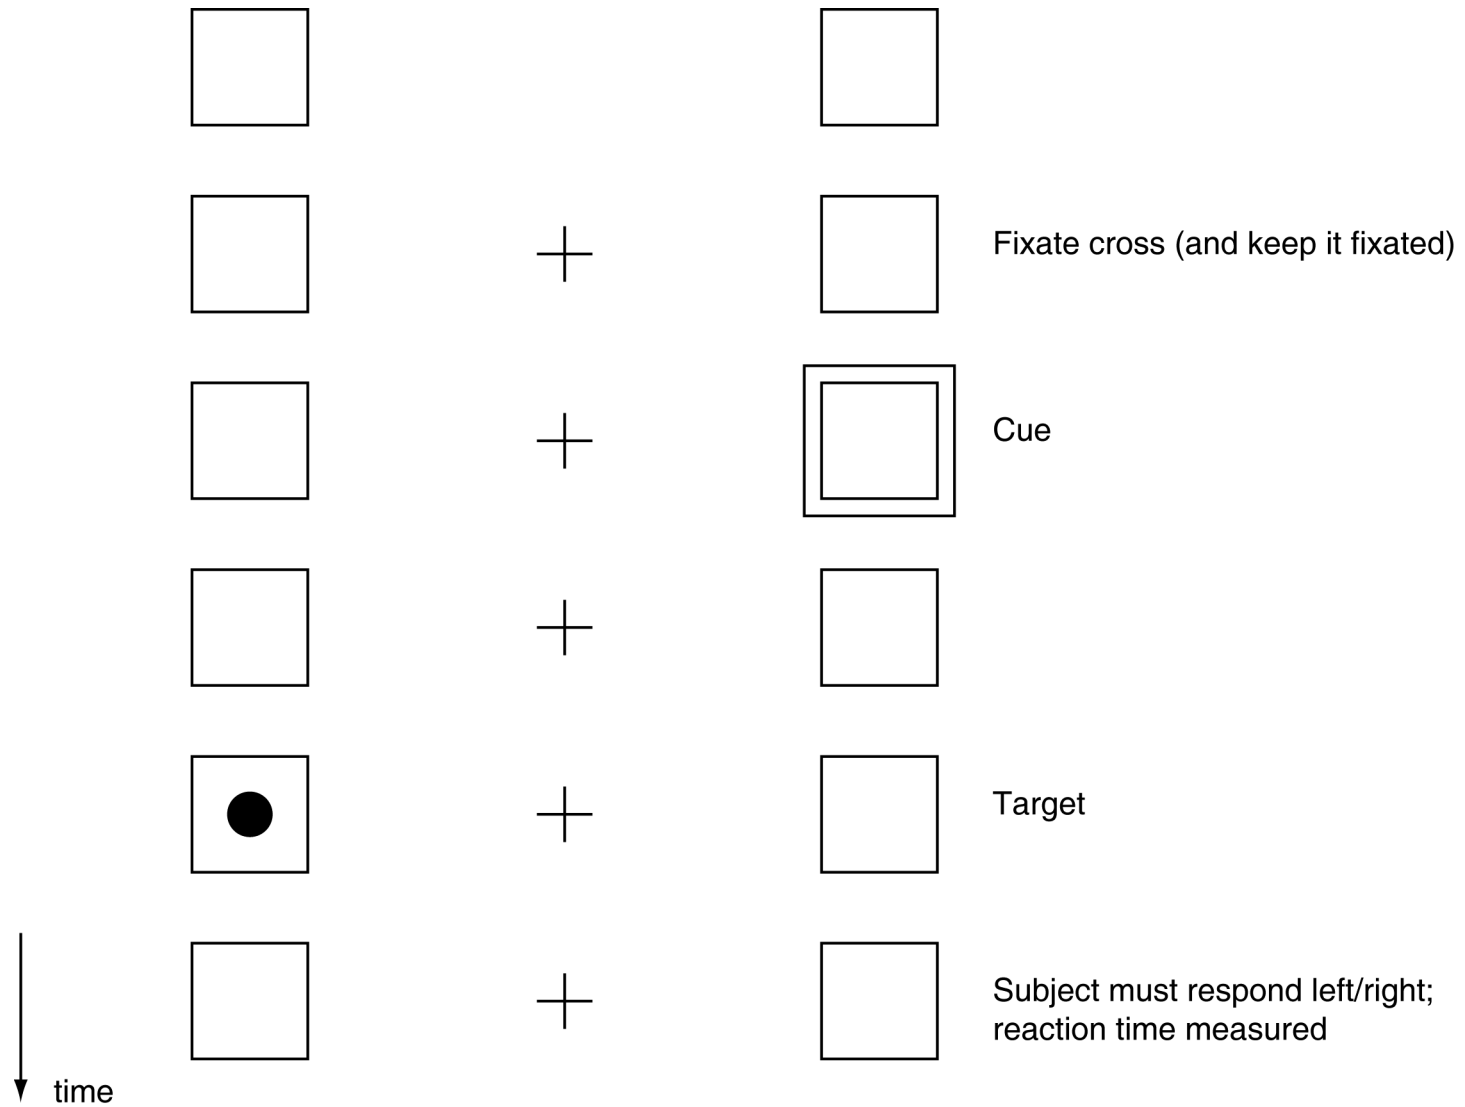 Fixate cross (and keep it fixated)
Cue
Target
Subject must respond left/right;
reaction time measured
time